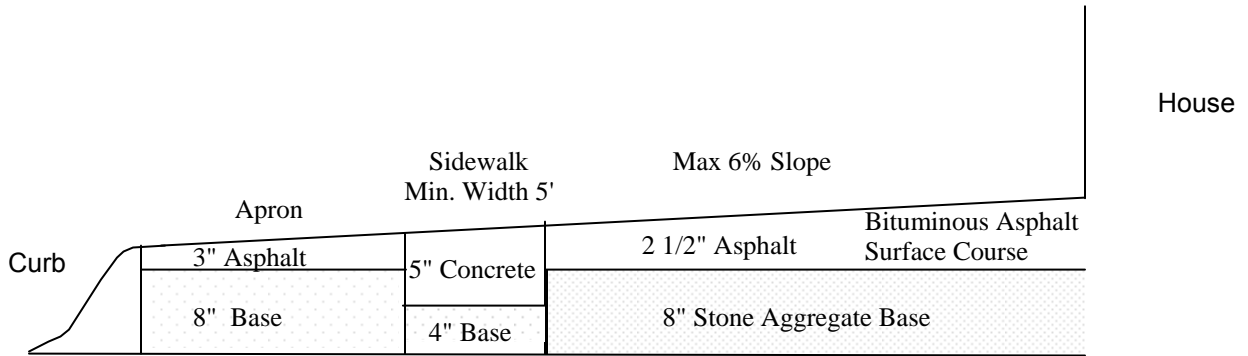 House
Sidewalk
Min. Width 5'
Max 6% Slope
Apron
Bituminous Asphalt
Surface Course
Curb
3" Asphalt
5" Concrete
2 1/2" Asphalt
8" Base
4" Base
8" Stone Aggregate Base